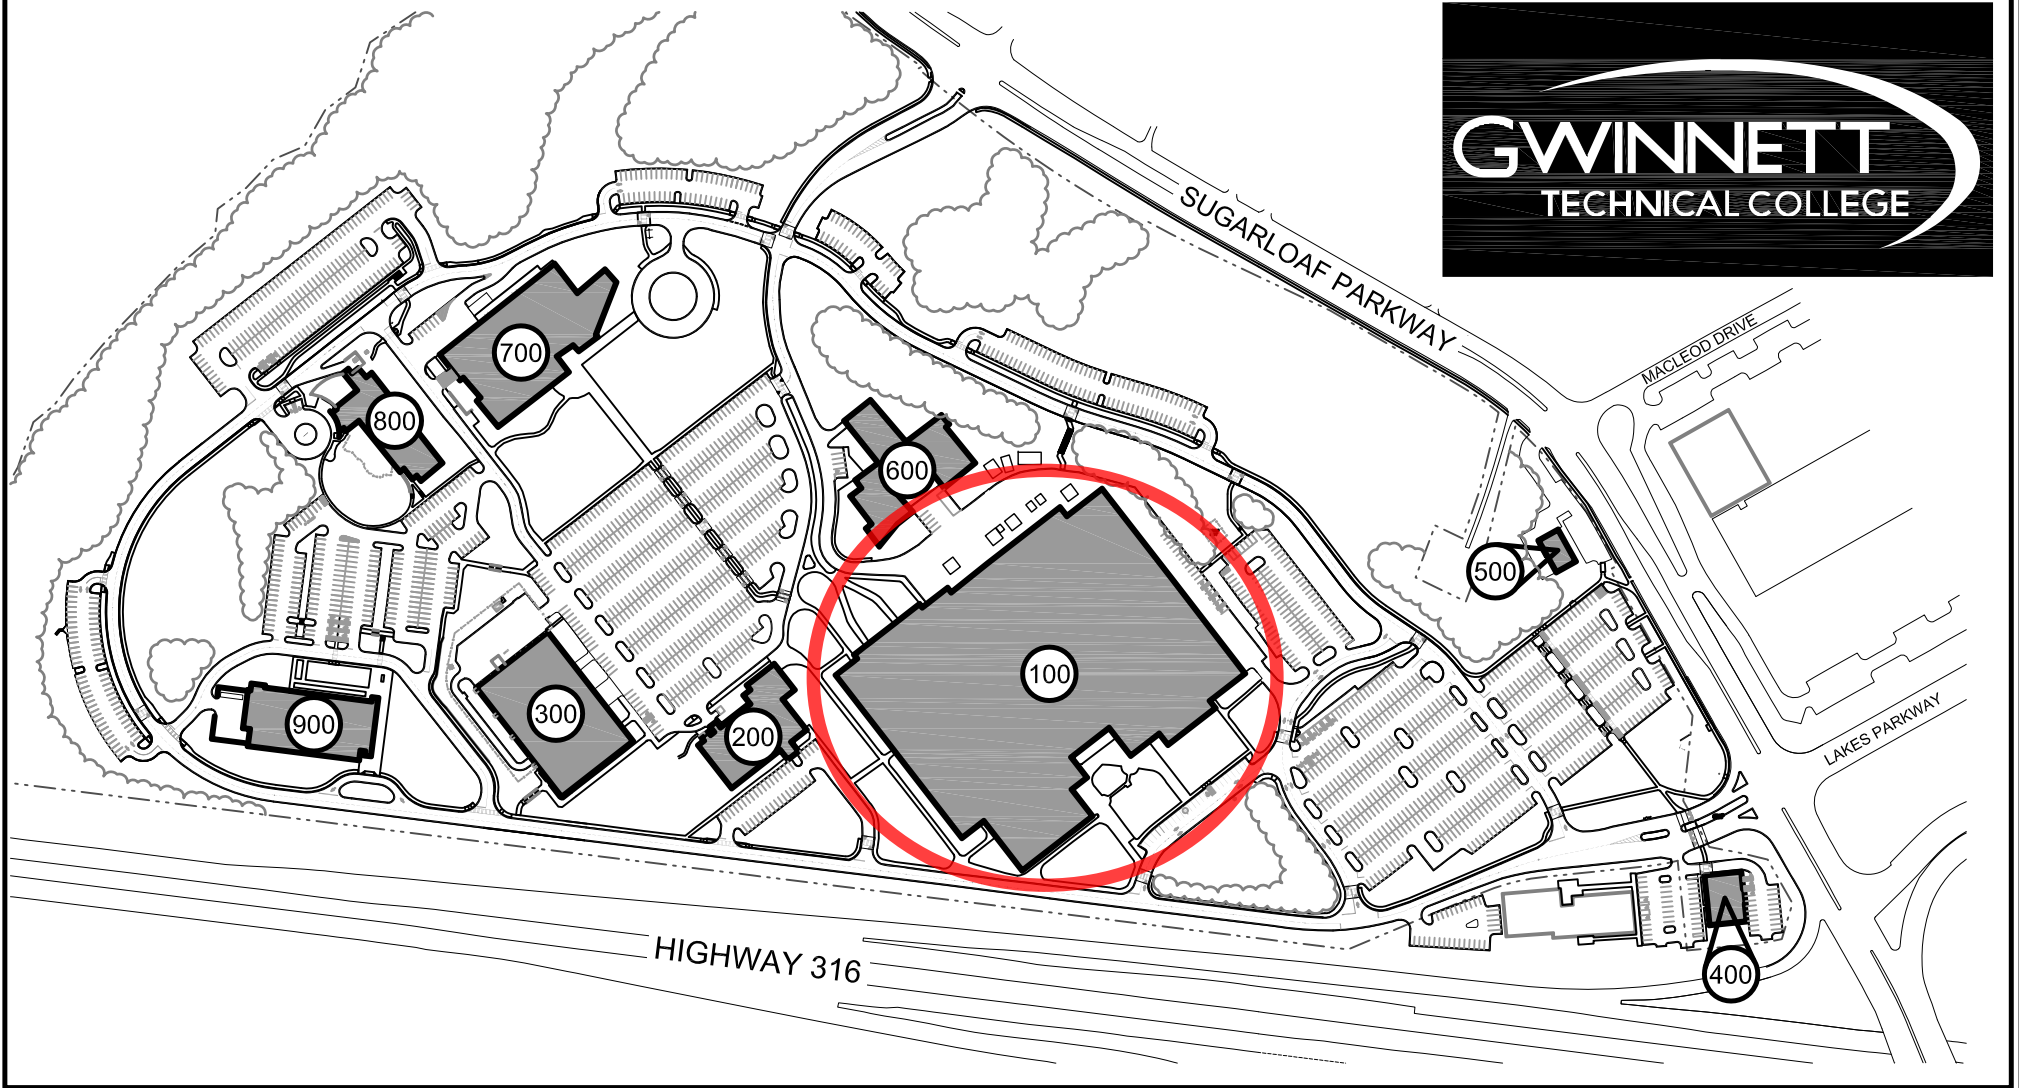 GWINNETT
TECHNICAL COLLEGE
SUGARLOAF PARKWAY
MACLEOD DRIVE
700
800
600
500
100
900
300
200
LAKES PARKWAY
HIGHWAY 316
400